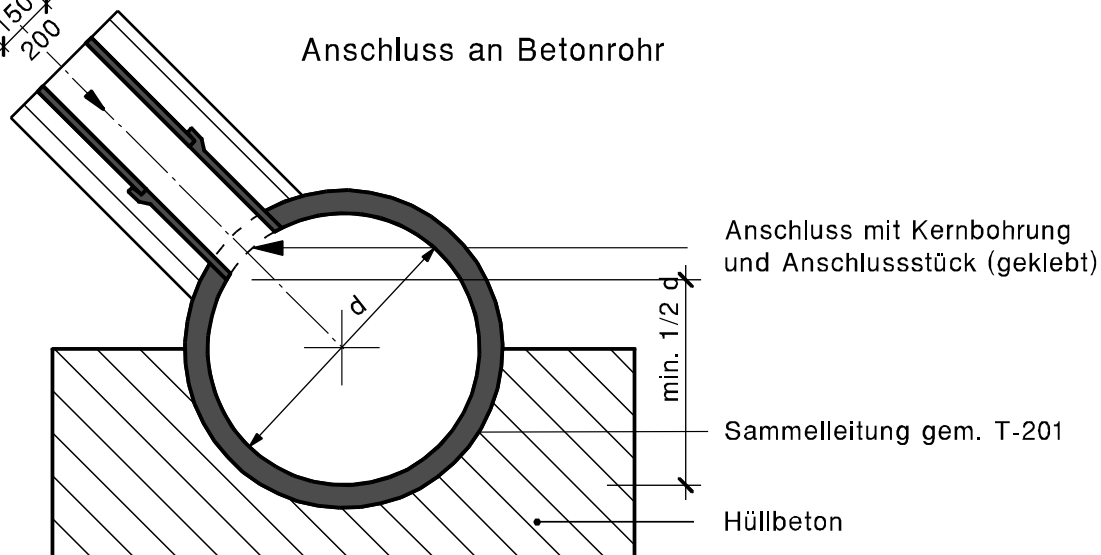 150
200
Anschluss an Betonrohr
Anschluss mit Kernbohrung
und Anschlussstück (geklebt)
d
min. 1/2 d
Sammelleitung gem. T-201
Hüllbeton